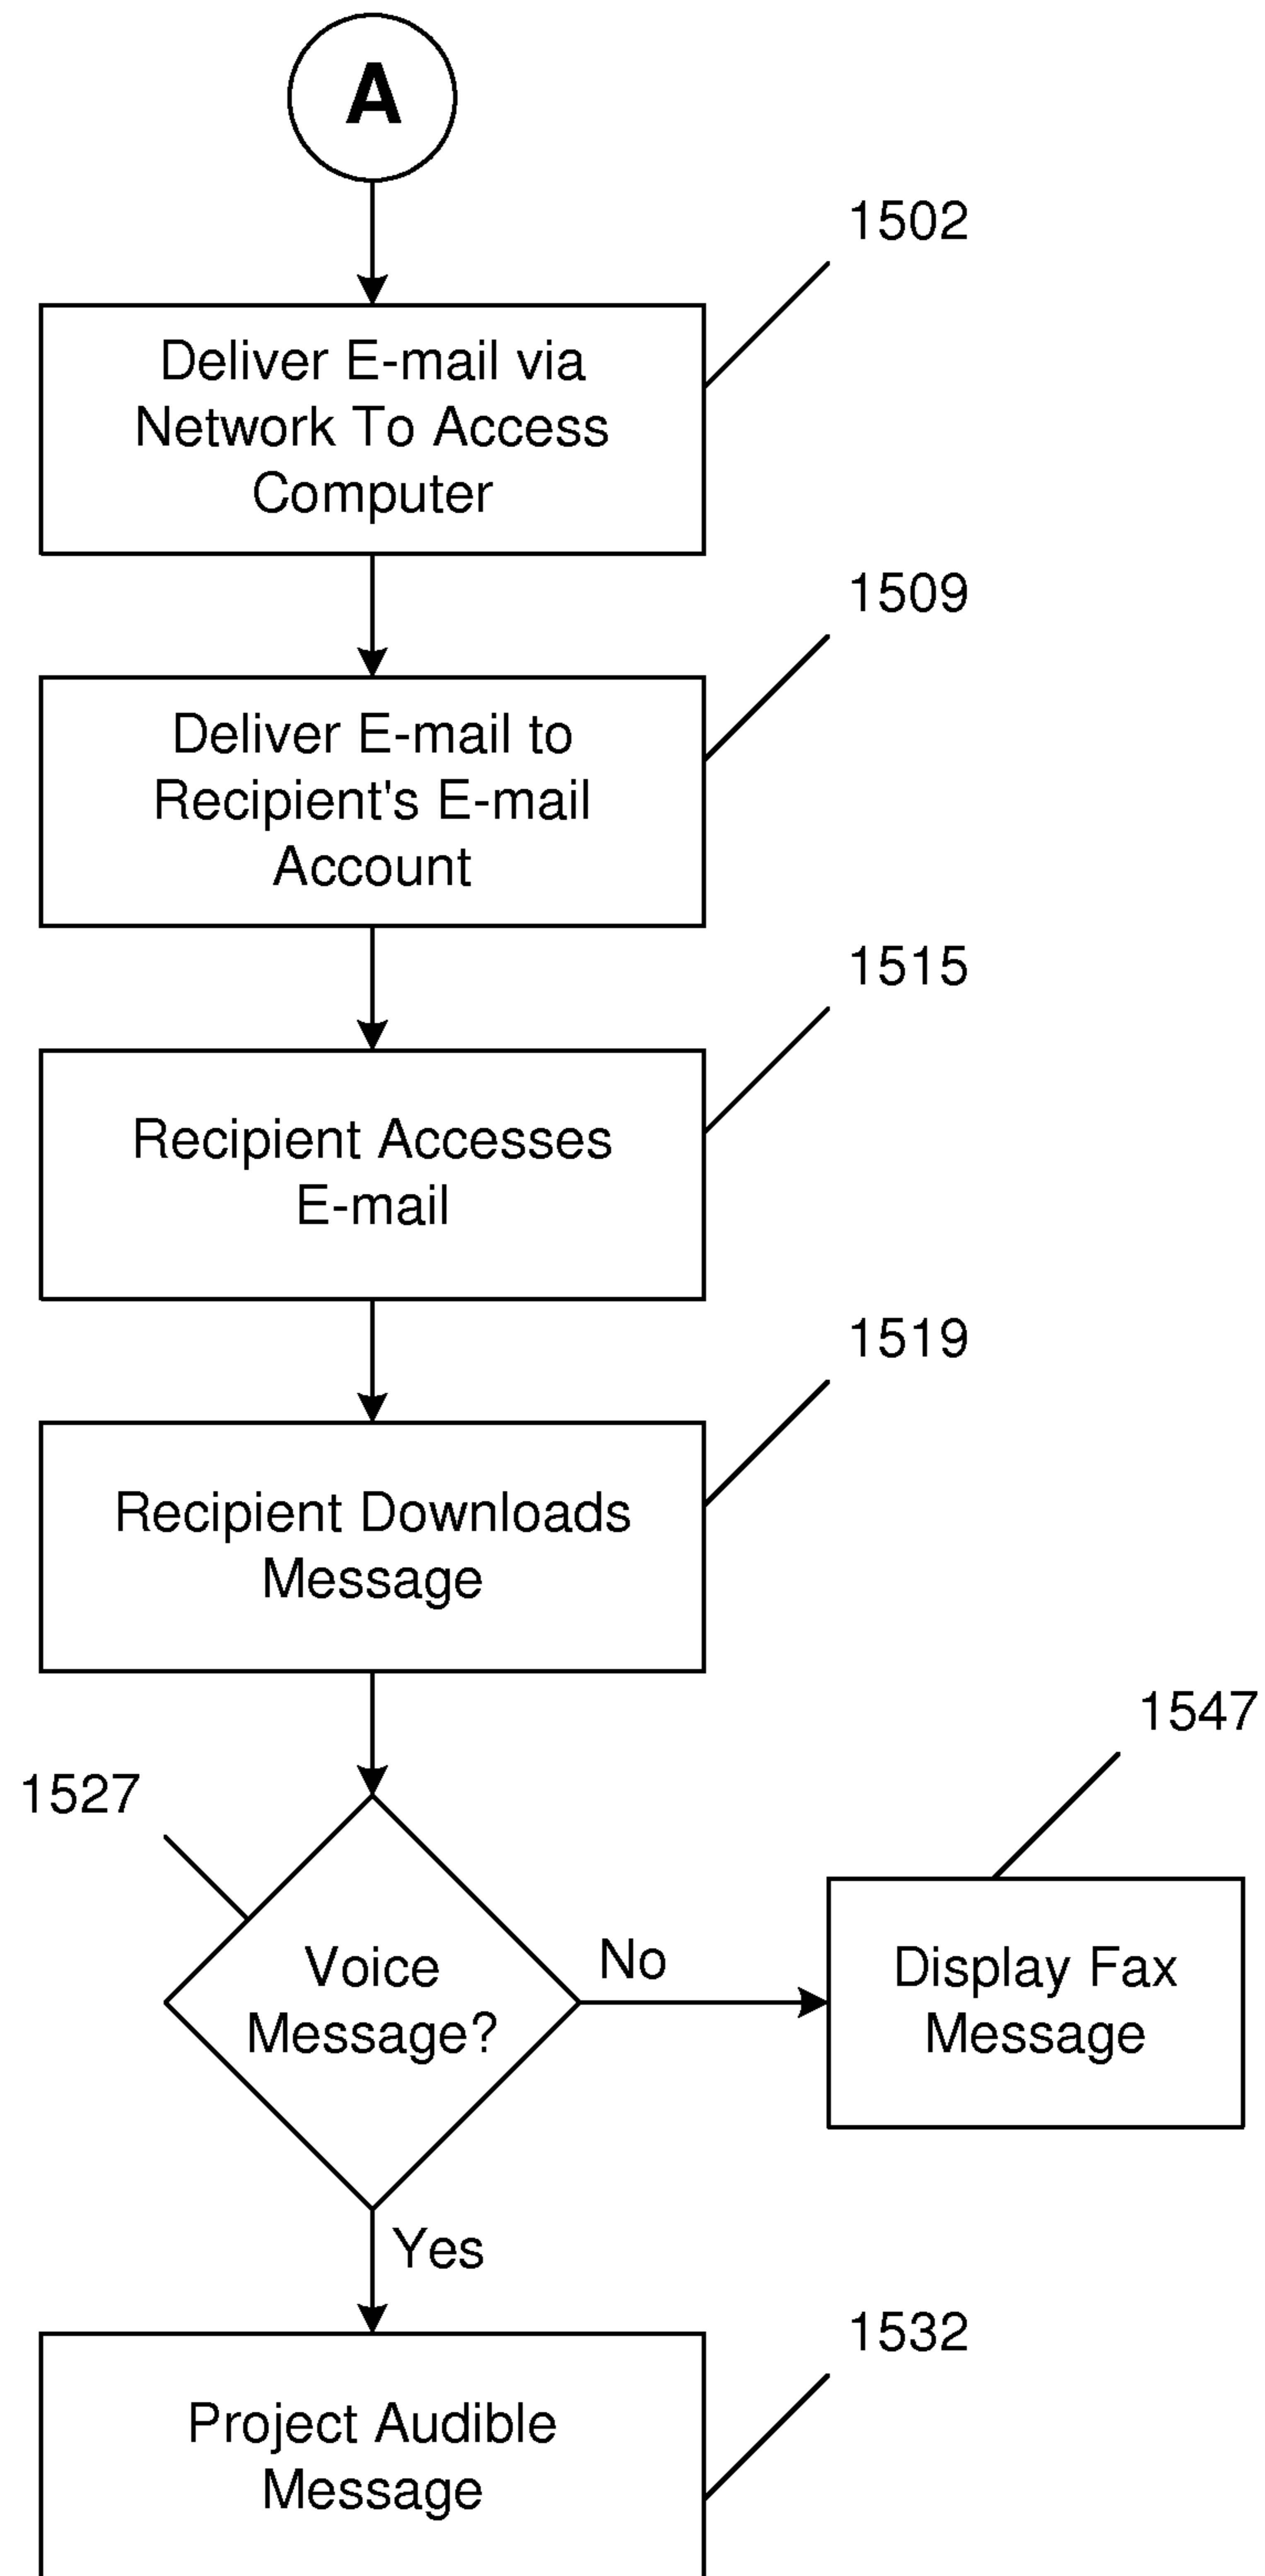 A
1502
Deliver E-mail via
Network To Access
Computer
1509
Deliver E-mail to
Recipient's E-mail
Account
1515
Recipient Accesses
E-mail
1519
Recipient Downloads
Message
1547
1527
Voice
Message?
No
Display Fax
Message
Yes
1532
Project Audible
Message